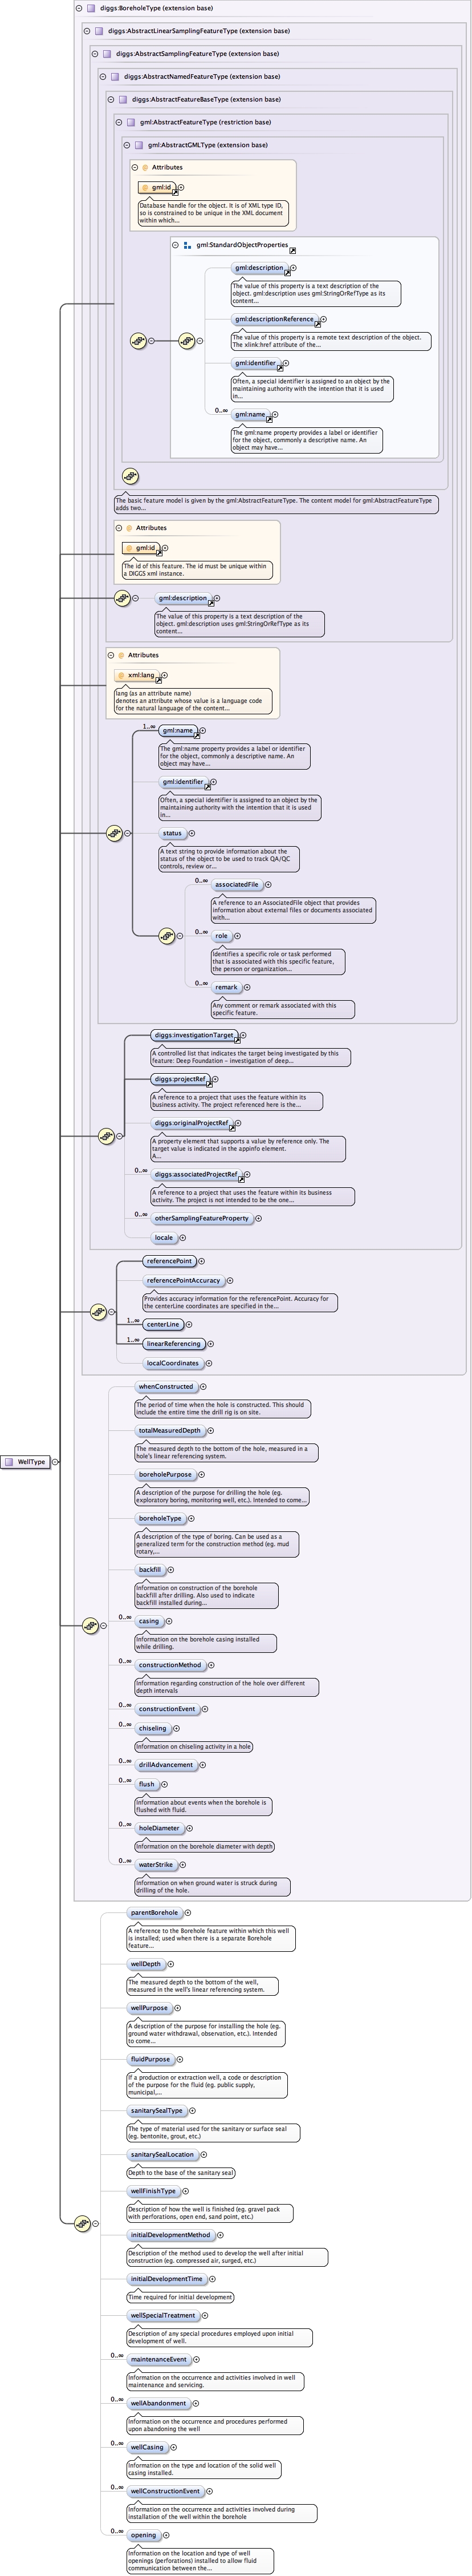 diggs:BoreholeType (extension base)
diggs:AbstractLinearSamplingFeatureType (extension base)
diggs:AbstractSamplingFeatureType (extension base)
diggs:AbstractNamedFeatureType (extension base)
diggs:AbstractFeatureBaseType (extension base)
gml:AbstractFeatureType (restriction base)
gml:AbstractGMLType (extension base)
Attributes
gml:id
Database handle for the object. It is of XML type ID,
so is constrained to be unique in the XML document
within which...
gml:StandardObjectProperties
gml:description
The value of this property is a text description of the
object. gml:description uses gml:StringOrRefType as its
content...
gml:descriptionReference
The value of this property is a remote text description of the object.
The xlink:href attribute of the...
gml:identifier
Often, a special identifier is assigned to an object by the
maintaining authority with the intention that it is used
in...
0..∞
gml:name
The gml:name property provides a label or identifier
for the object, commonly a descriptive name. An
object may have...
The basic feature model is given by the gml:AbstractFeatureType. The content model for gml:AbstractFeatureType
adds two...
Attributes
gml:id
The id of this feature. The id must be unique within
a DIGGS xml instance.
gml:description
The value of this property is a text description of the
object. gml:description uses gml:StringOrRefType as its
content...
Attributes
xml:lang
lang (as an attribute name)
denotes an attribute whose value is a language code
for the natural language of the content...
1..∞
gml:name
The gml:name property provides a label or identifier
for the object, commonly a descriptive name. An
object may have...
gml:identifier
Often, a special identifier is assigned to an object by the
maintaining authority with the intention that it is used
in...
status
A text string to provide information about the
status of the object to be used to track QA/QC
controls, review or...
0..∞
associatedFile
A reference to an AssociatedFile object that provides
information about external files or documents associated
with...
0..∞
role
Identifies a specific role or task performed
that is associated with this specific feature,
the person or organization...
0..∞
remark
Any comment or remark associated with this
specific feature.
diggs:investigationTarget
A controlled list that indicates the target being investigated by this
feature: Deep Foundation - investigation of deep...
diggs:projectRef
A reference to a project that uses the feature within its
business activity. The project referenced here is the...
diggs:originalProjectRef
A property element that supports a value by reference only. The
target value is indicated in the appinfo element.
A...
0..∞
diggs:associatedProjectRef
A reference to a project that uses the feature within its business
activity. The project is not intended to be the one...
0..∞
otherSamplingFeatureProperty
locale
referencePoint
referencePointAccuracy
Provides accuracy information for the referencePoint. Accuracy for
the centerLine coordinates are specified in the...
1..∞
centerLine
1..∞
linearReferencing
localCoordinates
whenConstructed
The period of time when the hole is constructed. This should
include the entire time the drill rig is on site.
totalMeasuredDepth
The measured depth to the bottom of the hole, measured in a
hole's linear referencing system.
boreholePurpose
A description of the purpose for drilling the hole (eg.
exploratory boring, monitoring well, etc.). Intended to come...
boreholeType
A description of the type of boring. Can be used as a
generalized term for the construction method (eg. mud
rotary,...
WellType
backfill
Information on construction of the borehole
backfill after drilling. Also used to indicate
backfill installed during...
0..∞
casing
Information on the borehole casing installed
while drilling.
0..∞
constructionMethod
Information regarding construction of the hole over different
depth intervals
0..∞
constructionEvent
0..∞
chiseling
Information on chiseling activity in a hole
0..∞
drillAdvancement
0..∞
flush
Information about events when the borehole is
flushed with fluid.
0..∞
holeDiameter
Information on the borehole diameter with depth
0..∞
waterStrike
Information on when ground water is struck during
drilling of the hole.
parentBorehole
A reference to the Borehole feature within which this well
is installed; used when there is a separate Borehole
feature...
wellDepth
The measured depth to the bottom of the well,
measured in the well's linear referencing system.
wellPurpose
A description of the purpose for installing the hole (eg.
ground water withdrawal, observation, etc.). Intended
to come...
fluidPurpose
If a production or extraction well, a code or description
of the purpose for the fluid (eg. public supply,
municipal,...
sanitarySealType
The type of material used for the sanitary or surface seal
(eg. bentonite, grout, etc.)
sanitarySealLocation
Depth to the base of the sanitary seal
wellFinishType
Description of how the well is finished (eg. gravel pack
with perforations, open end, sand point, etc.)
initialDevelopmentMethod
Description of the method used to develop the well after initial
construction (eg. compressed air, surged, etc.)
initialDevelopmentTime
Time required for initial development
wellSpecialTreatment
Description of any special procedures employed upon initial
development of well.
0..∞
maintenanceEvent
Information on the occurrence and activities involved in well
maintenance and servicing.
0..∞
wellAbandonment
Information on the occurrence and procedures performed
upon abandoning the well
0..∞
wellCasing
Information on the type and location of the solid well
casing installed.
0..∞
wellConstructionEvent
Information on the occurrence and activities involved during
installation of the well within the borehole
0..∞
opening
Information on the location and type of well
openings (perforations) installed to allow fluid
communication between the...